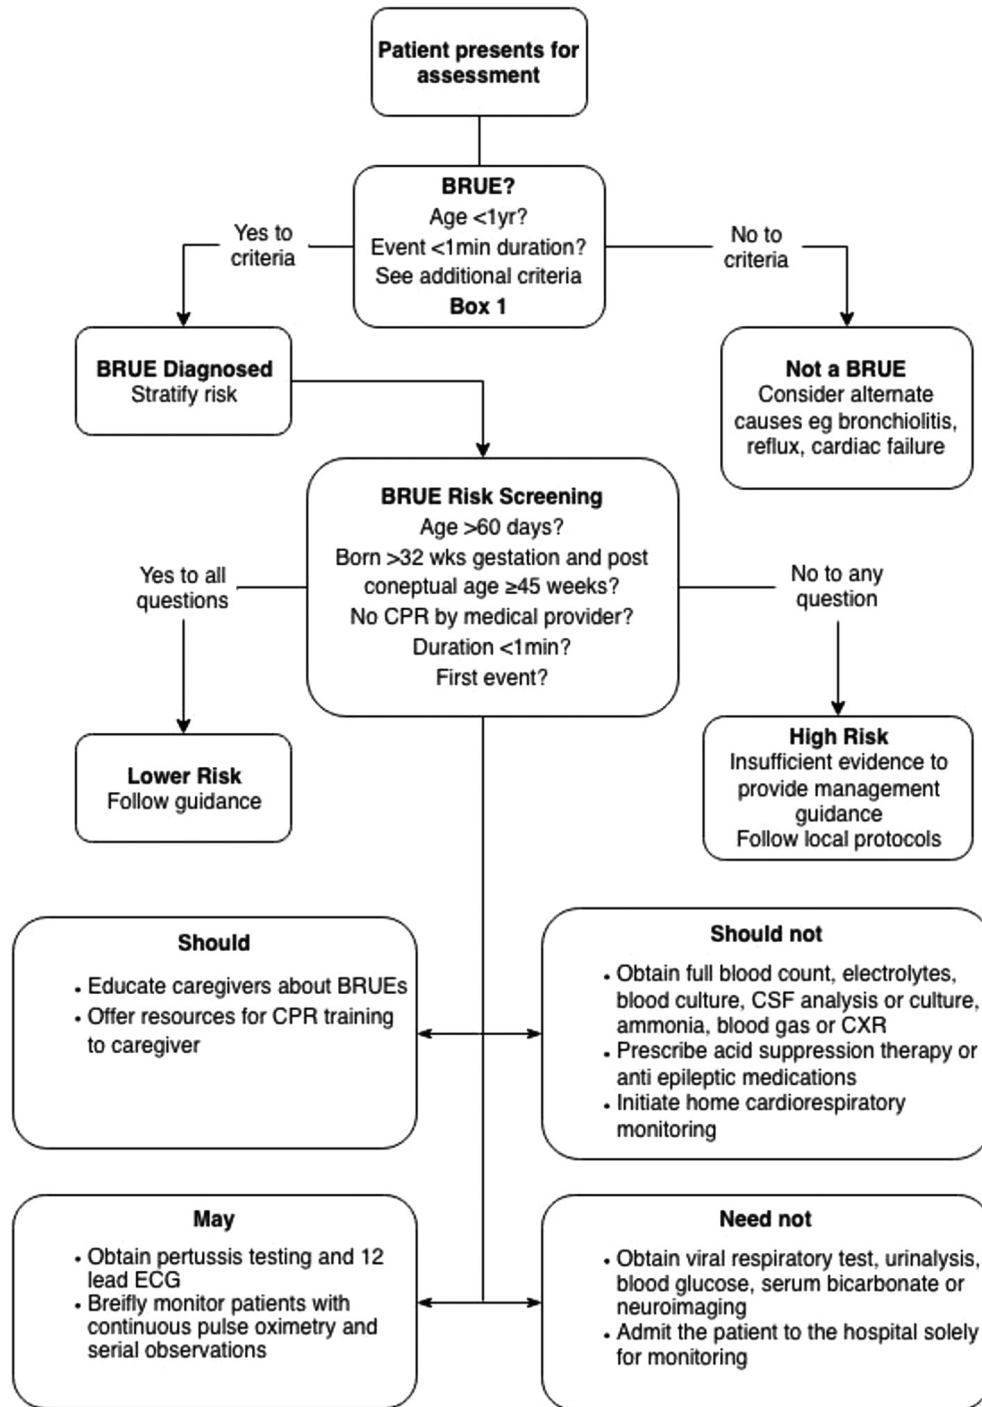 Patient presents for
assessment
BRUE?
Age <1yr?
Event <1min duration?
See additional criteria
Box 1
Yes to
criteria
No to
criteria
BRUE Diagnosed
Stratify risk
Not a BRUE
Consider alternate
causes eg bronchiolitis,
reflux, cardiac failure
BRUE Risk Screening
Age >60 days?
Born >32 wks gestation and post
coneptual age ≥45 weeks?
No CPR by medical provider?
Duration <1min?
First event?
Yes to all
questions
No to any
question
Lower Risk
Follow guidance
High Risk
Insufficient evidence to
provide management
guidance
Follow local protocols
Should
• Educate caregivers about BRUEs
• Offer resources for CPR training
to caregiver
Should not
• Obtain full blood count, electrolytes,
blood culture, CSF analysis or culture,
ammonia, blood gas or CXR
• Prescribe acid suppression therapy or
anti epileptic medications
• Initiate home cardiorespiratory
monitoring
May
• Obtain pertussis testing and 12
lead ECG
• Breifly monitor patients with
continuous pulse oximetry and
serial observations
Need not
• Obtain viral respiratory test, urinalysis,
blood glucose, serum bicarbonate or
neuroimaging
• Admit the patient to the hospital solely
for monitoring